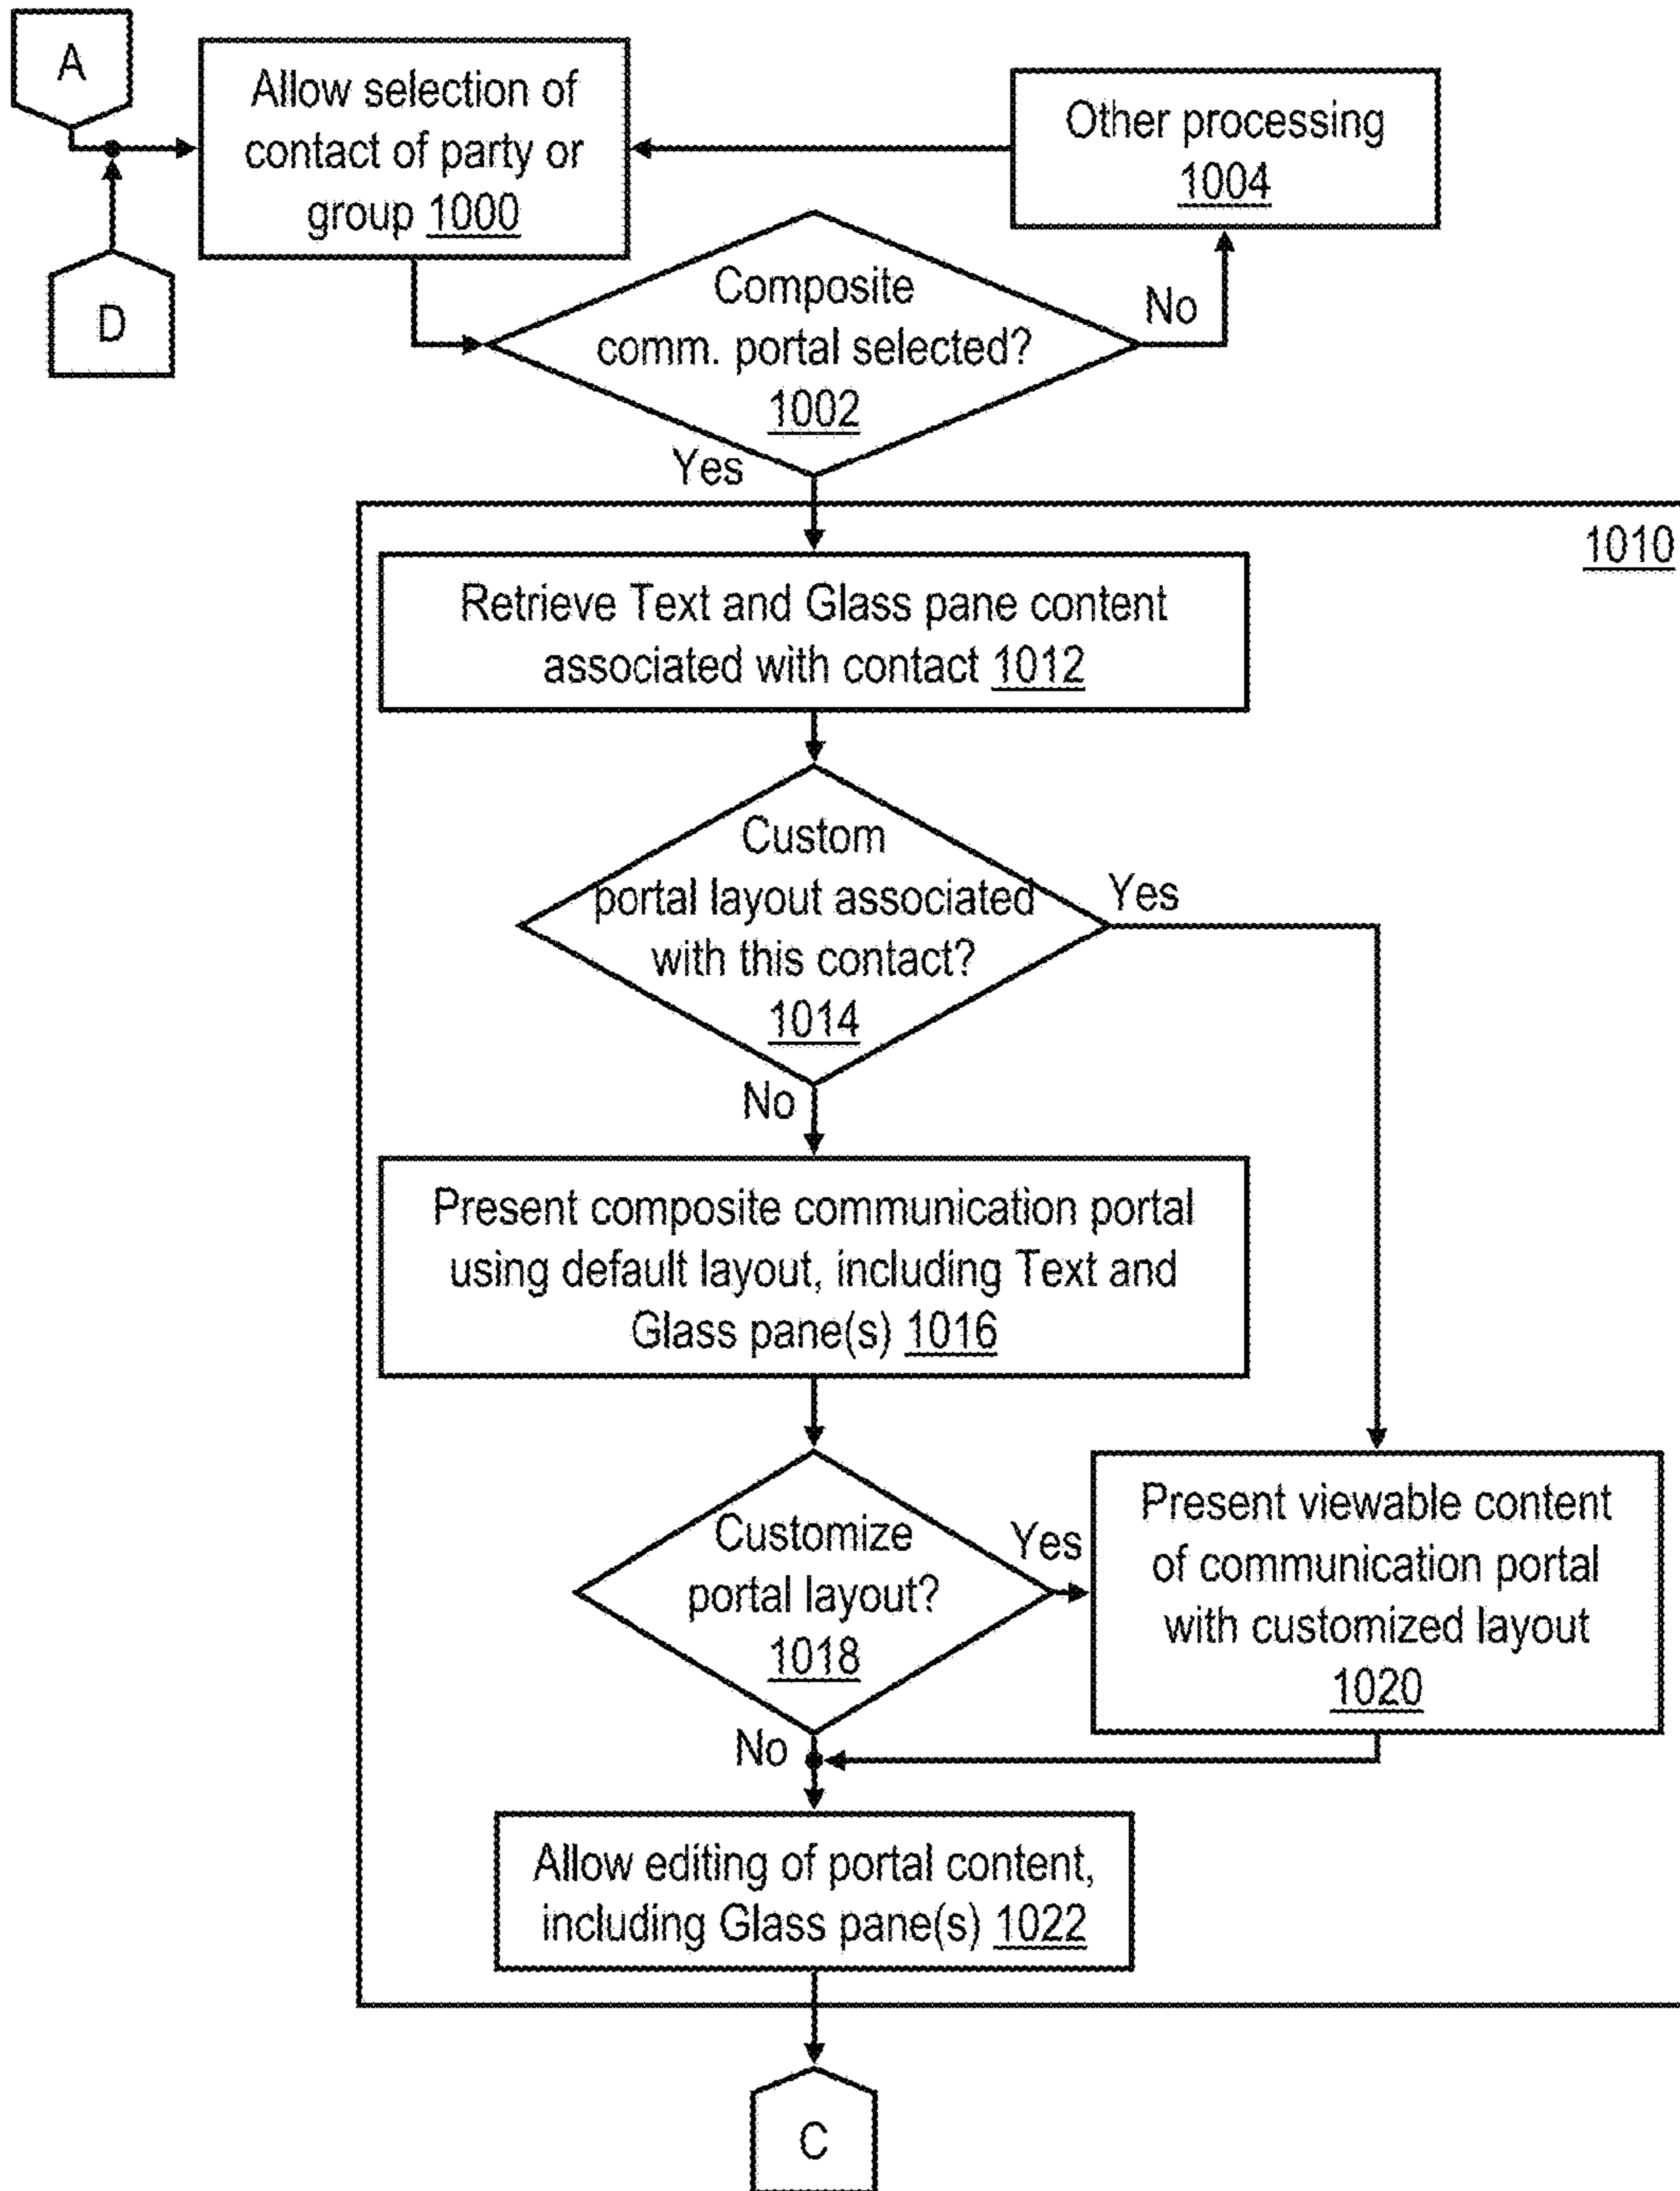 A
Allow selection of
contact of party or
group 1000
Other processing
1004
D
Composite
comm. portal selected?
1002
No
Yes
1010
Retrieve Text and Glass pane content
associated with contact 1012
Custom
portal layout associated
with this contact?
1014
Yes
No
Present composite communication portal
using default layout, including Text and
Glass pane(s) 1016
Customize
portal layout?
1018
Yes
No
Present viewable content
of communication portal
with customized layout
1020
Allow editing of portal content,
including Glass pane(s) 1022
C